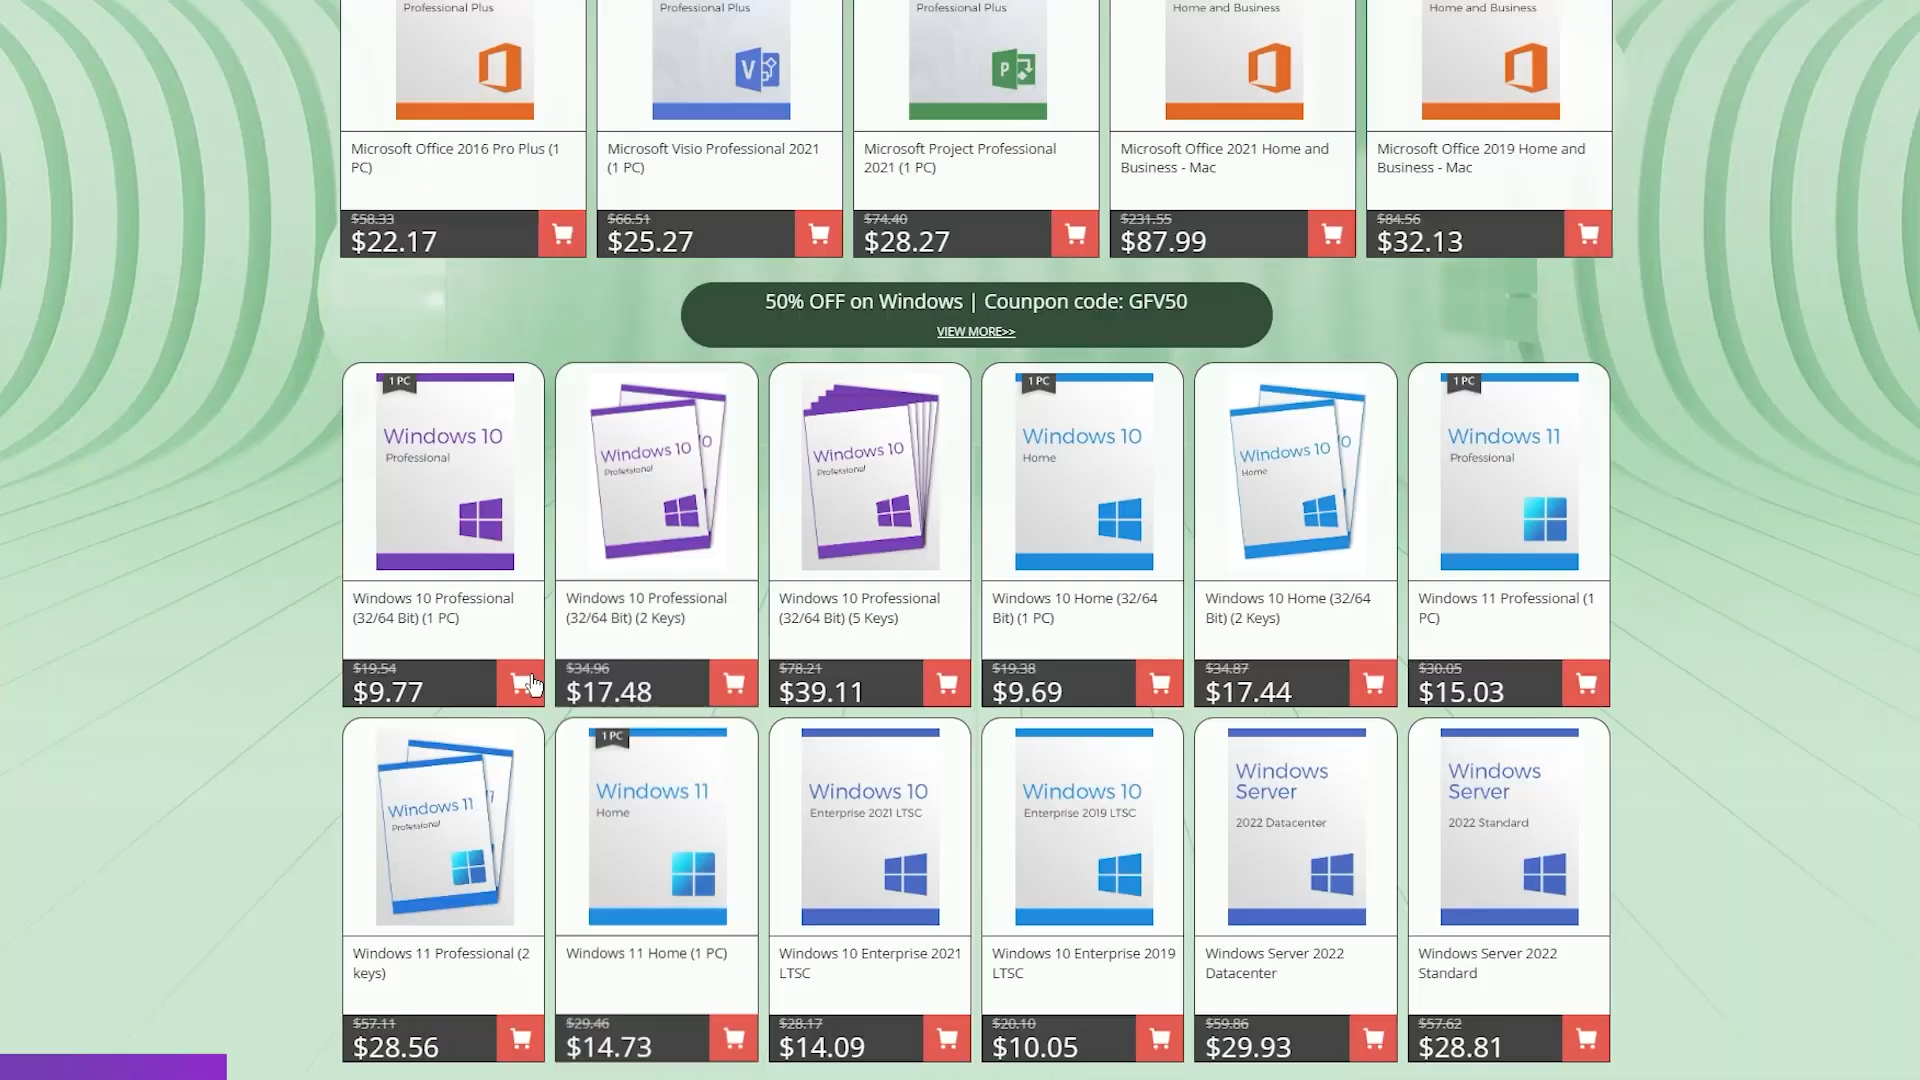 Professional Plus
Professional Plus
Professional Plus
Home and Business
Home and Business
Microsoft Office 2016 Pro Plus (1
PC)
Microsoft Visio Professional 2021
(1 PC)
Microsoft Project Professional
2021 (1 PC)
Microsoft Office 2021 Home and
Business - Mac
Microsoft Office 2019 Home and
Business - Mac
$58.33
$22.17
$66.51
$25.27
$74.40
$28.27
$231.55
$87.99
$84.56
$32.13
50% OFF on Windows | Counpon code: GFV50
VIEW MORE>>
1 PC
Windows 10
Professional
Windows 10
Professional
Windows 10
Professional
1 PC
Windows 10
Home
Windows 10
Home
1 PC
Windows 11
Professional
Windows 10 Professional
(32/64 Bit) (1 PC)
Windows 10 Professional
(32/64 Bit) (2 Keys)
Windows 10 Professional
(32/64 Bit) (5 Keys)
Windows 10 Home (32/64
Bit) (1 PC)
Windows 10 Home (32/64
Bit) (2 Keys)
Windows 11 Professional (1
PC)
$19.54
$9.77
$34.96
$17.48
$78.21
$39.11
$19.38
$9.69
$34.87
$17.44
$30.05
$15.03
Windows 11
Professional
1 PC
Windows 11
Home
Windows 10
Enterprise 2021 LTSC
Windows 10
Enterprise 2019 LTSC
Windows
Server
2022 Datacenter
Windows
Server
2022 Standard
Windows 11 Professional (2
keys)
Windows 11 Home (1 PC)
Windows 10 Enterprise 2021
LTSC
Windows 10 Enterprise 2019
LTSC
Windows Server 2022
Datacenter
Windows Server 2022
Standard
$57.11
$28.56
$29.46
$14.73
$28.17
$14.09
$20.10
$10.05
$59.86
$29.93
$57.62
$28.81